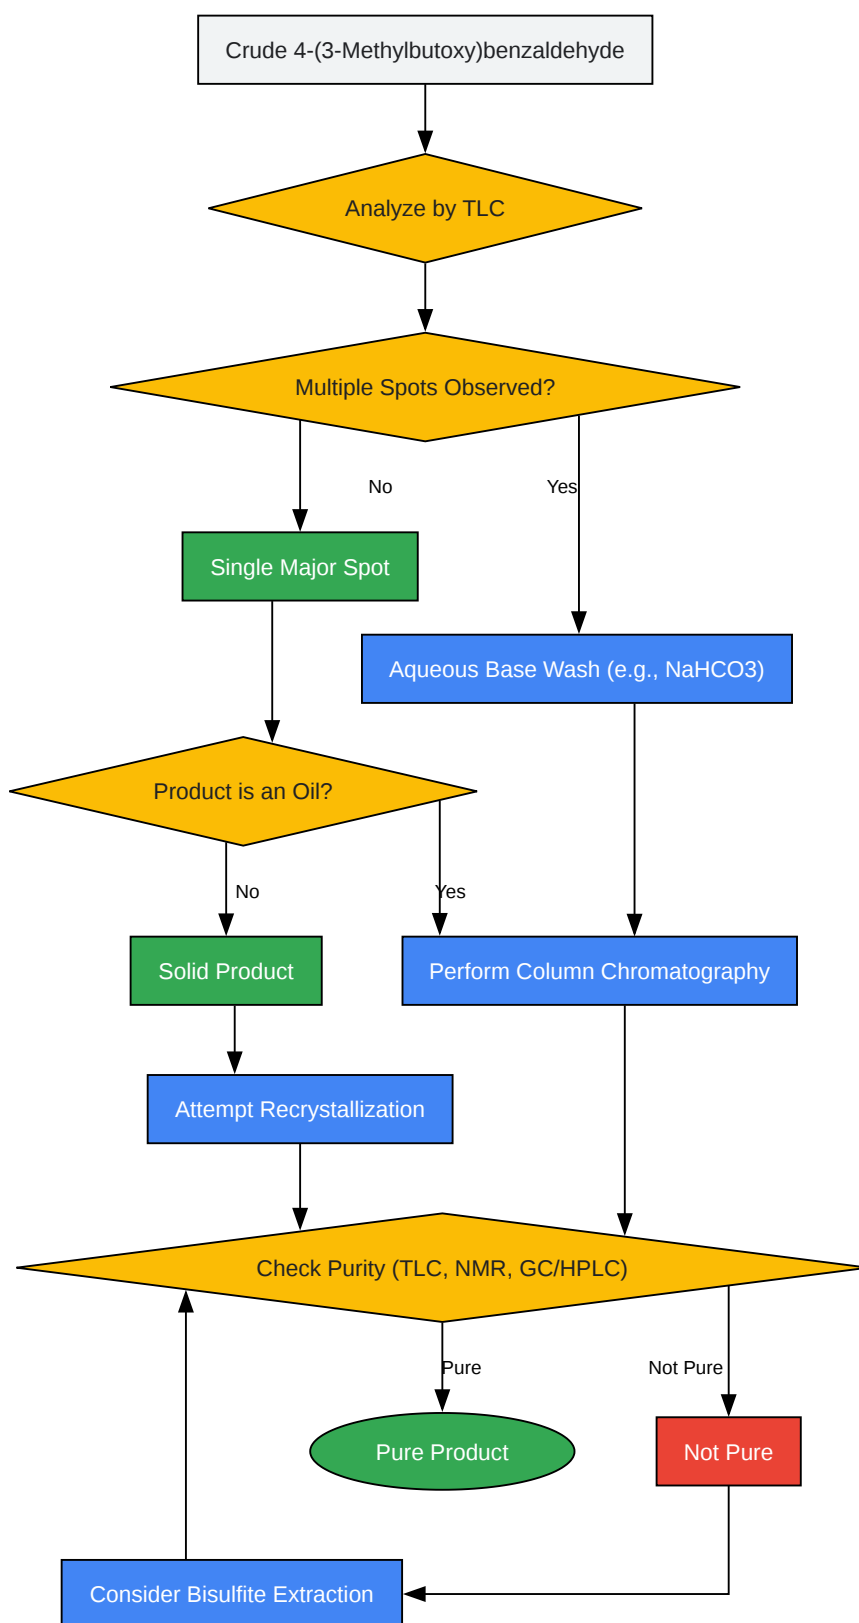 Crude 4-(3-Methylbutoxy)benzaldehyde
Analyze by TLC
Multiple Spots Observed?
No
Yes
Single Major Spot
Aqueous Base Wash (e.g., NaHCO3)
Product is an Oil?
No
Yes
Solid Product
Perform Column Chromatography
Attempt Recrystallization
Check Purity (TLC, NMR, GC/HPLC)
Pure
Not Pure
Pure Product
Not Pure
Consider Bisulfite Extraction